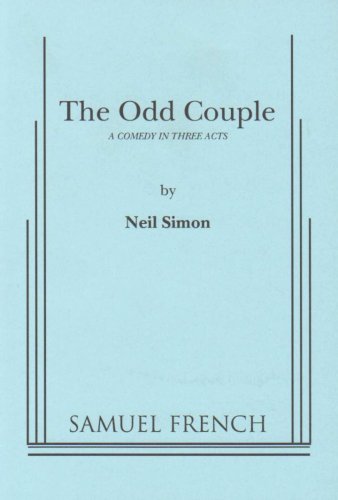 The Odd Couple
A COMEDY IN THREE ACTS
by
Neil Simon
SAMUEL FRENCH